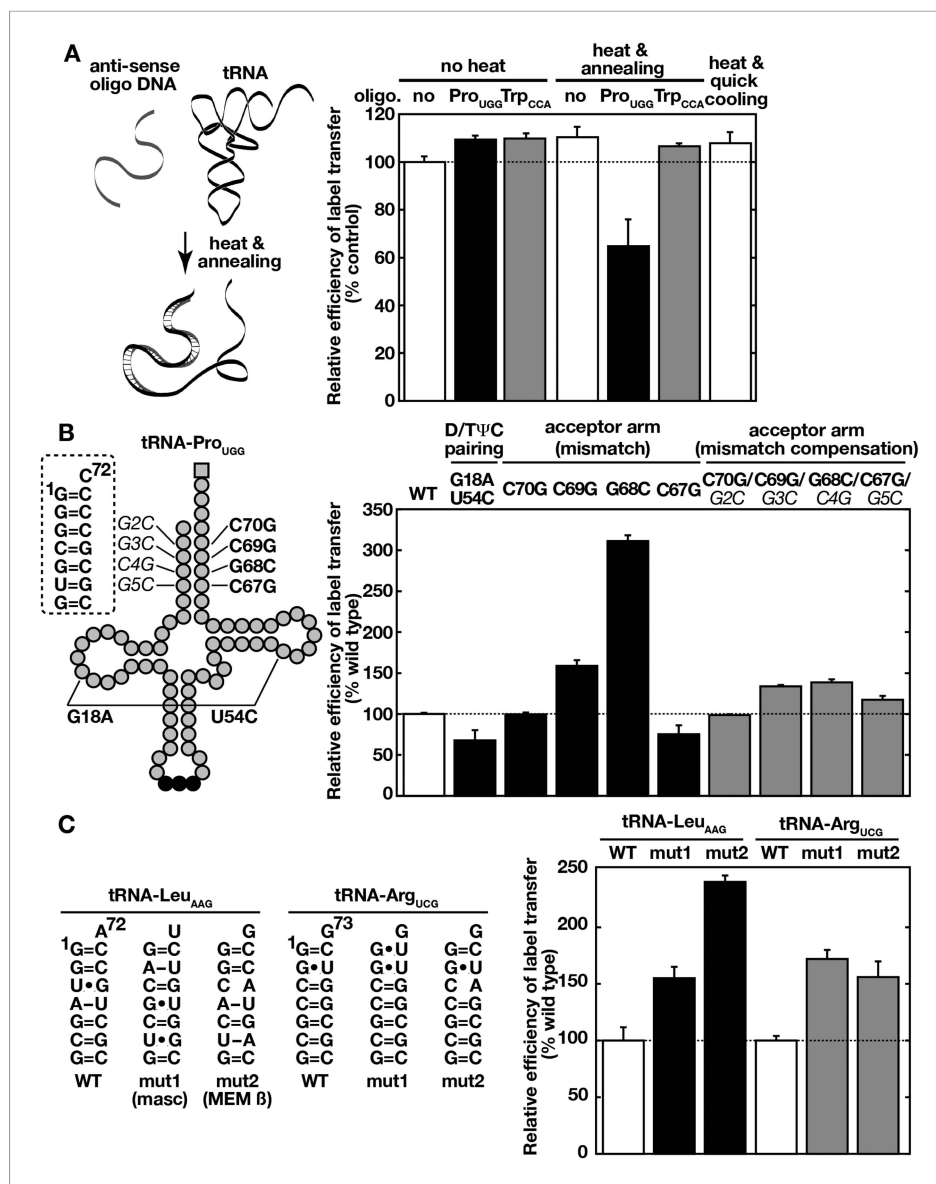 A
anti-sense
oligo DNA
tRNA
heat &
annealing
no heat
heat &
annealing
heat &
quick
cooling
oligo. no ProUGG TrpCCA no ProUGG TrpCCA
Relative efficiency of label transfer
(% contrlol)
120
100
80
60
40
20
0
B
tRNA-ProUGG
C72
1G=C
G=C
G=C
C=G
G=C
U=G
G=C
G2C
G3C
C4G
G5C
C70G
C69G
G68C
C67G
G18A
U54C
D/TΨC
pairing
acceptor arm
(mismatch)
acceptor arm
(mismatch compensation)
WT
G18A
U54C
C70G C69G G68C C67G
C70G/ C69G/ G68C/ C67G/
G2C G3C C4G G5C
Relative efficiency of label transfer
(% wild type)
350
300
250
200
150
100
50
0
C
tRNA-LeuAAG
A72 U G
1G=C G=C G=C
G=C A–U G=C
U•G C=G C A
A–U G•U A–U
G=C C=G C=G
C=G U•G U–A
G=C G=C G=C
WT mut1 mut2
(masc) (MEM ß)
tRNA-ArgUCG
G73 G G
1G=C G•U G=C
G•U G•U G•U
C=G C=G C A
C=G C=G C=G
G=C G=C G=C
C=G C=G C=G
G=C G=C G=C
WT mut1 mut2
tRNA-LeuAAG tRNA-ArgUCG
WT mut1 mut2 WT mut1 mut2
Relative efficiency of label transfer
(% wild type)
250
200
150
100
50
0